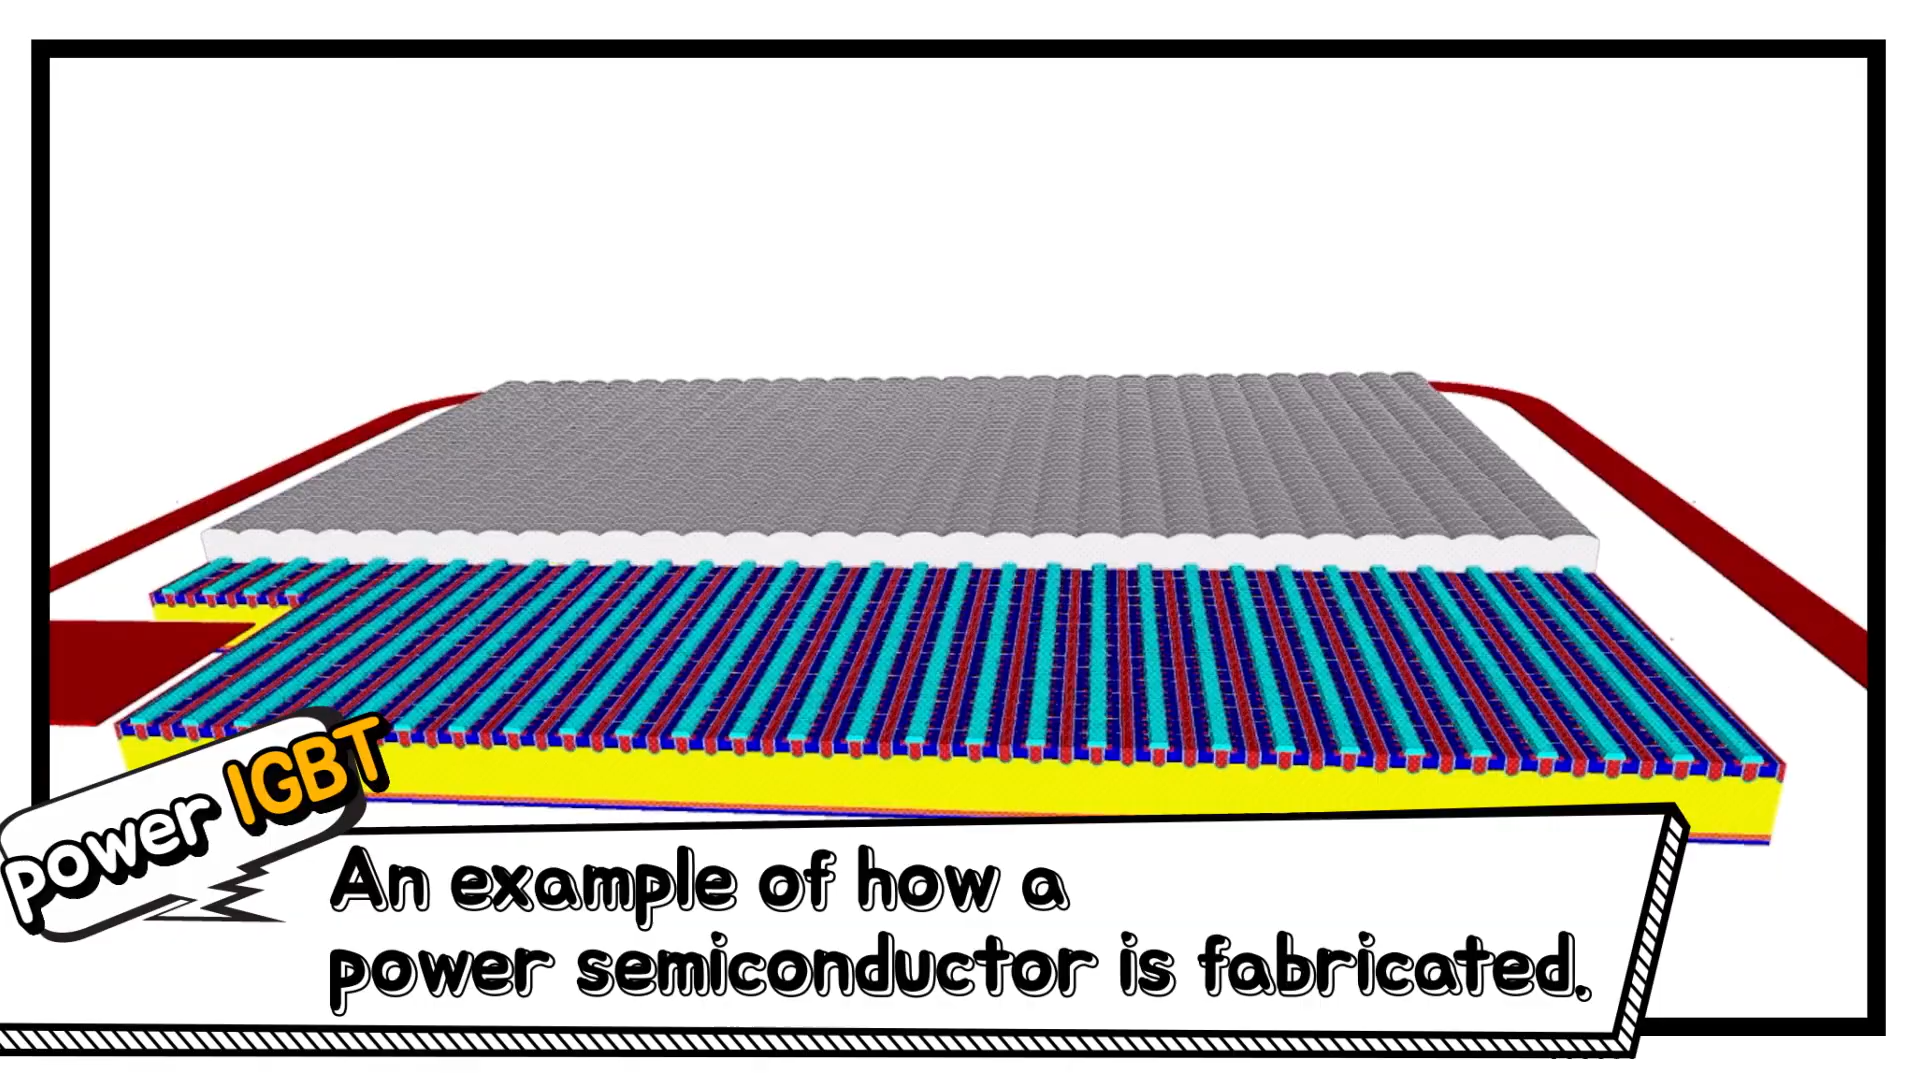 power IGBT
An example of how a
power semiconductor is fabricated.